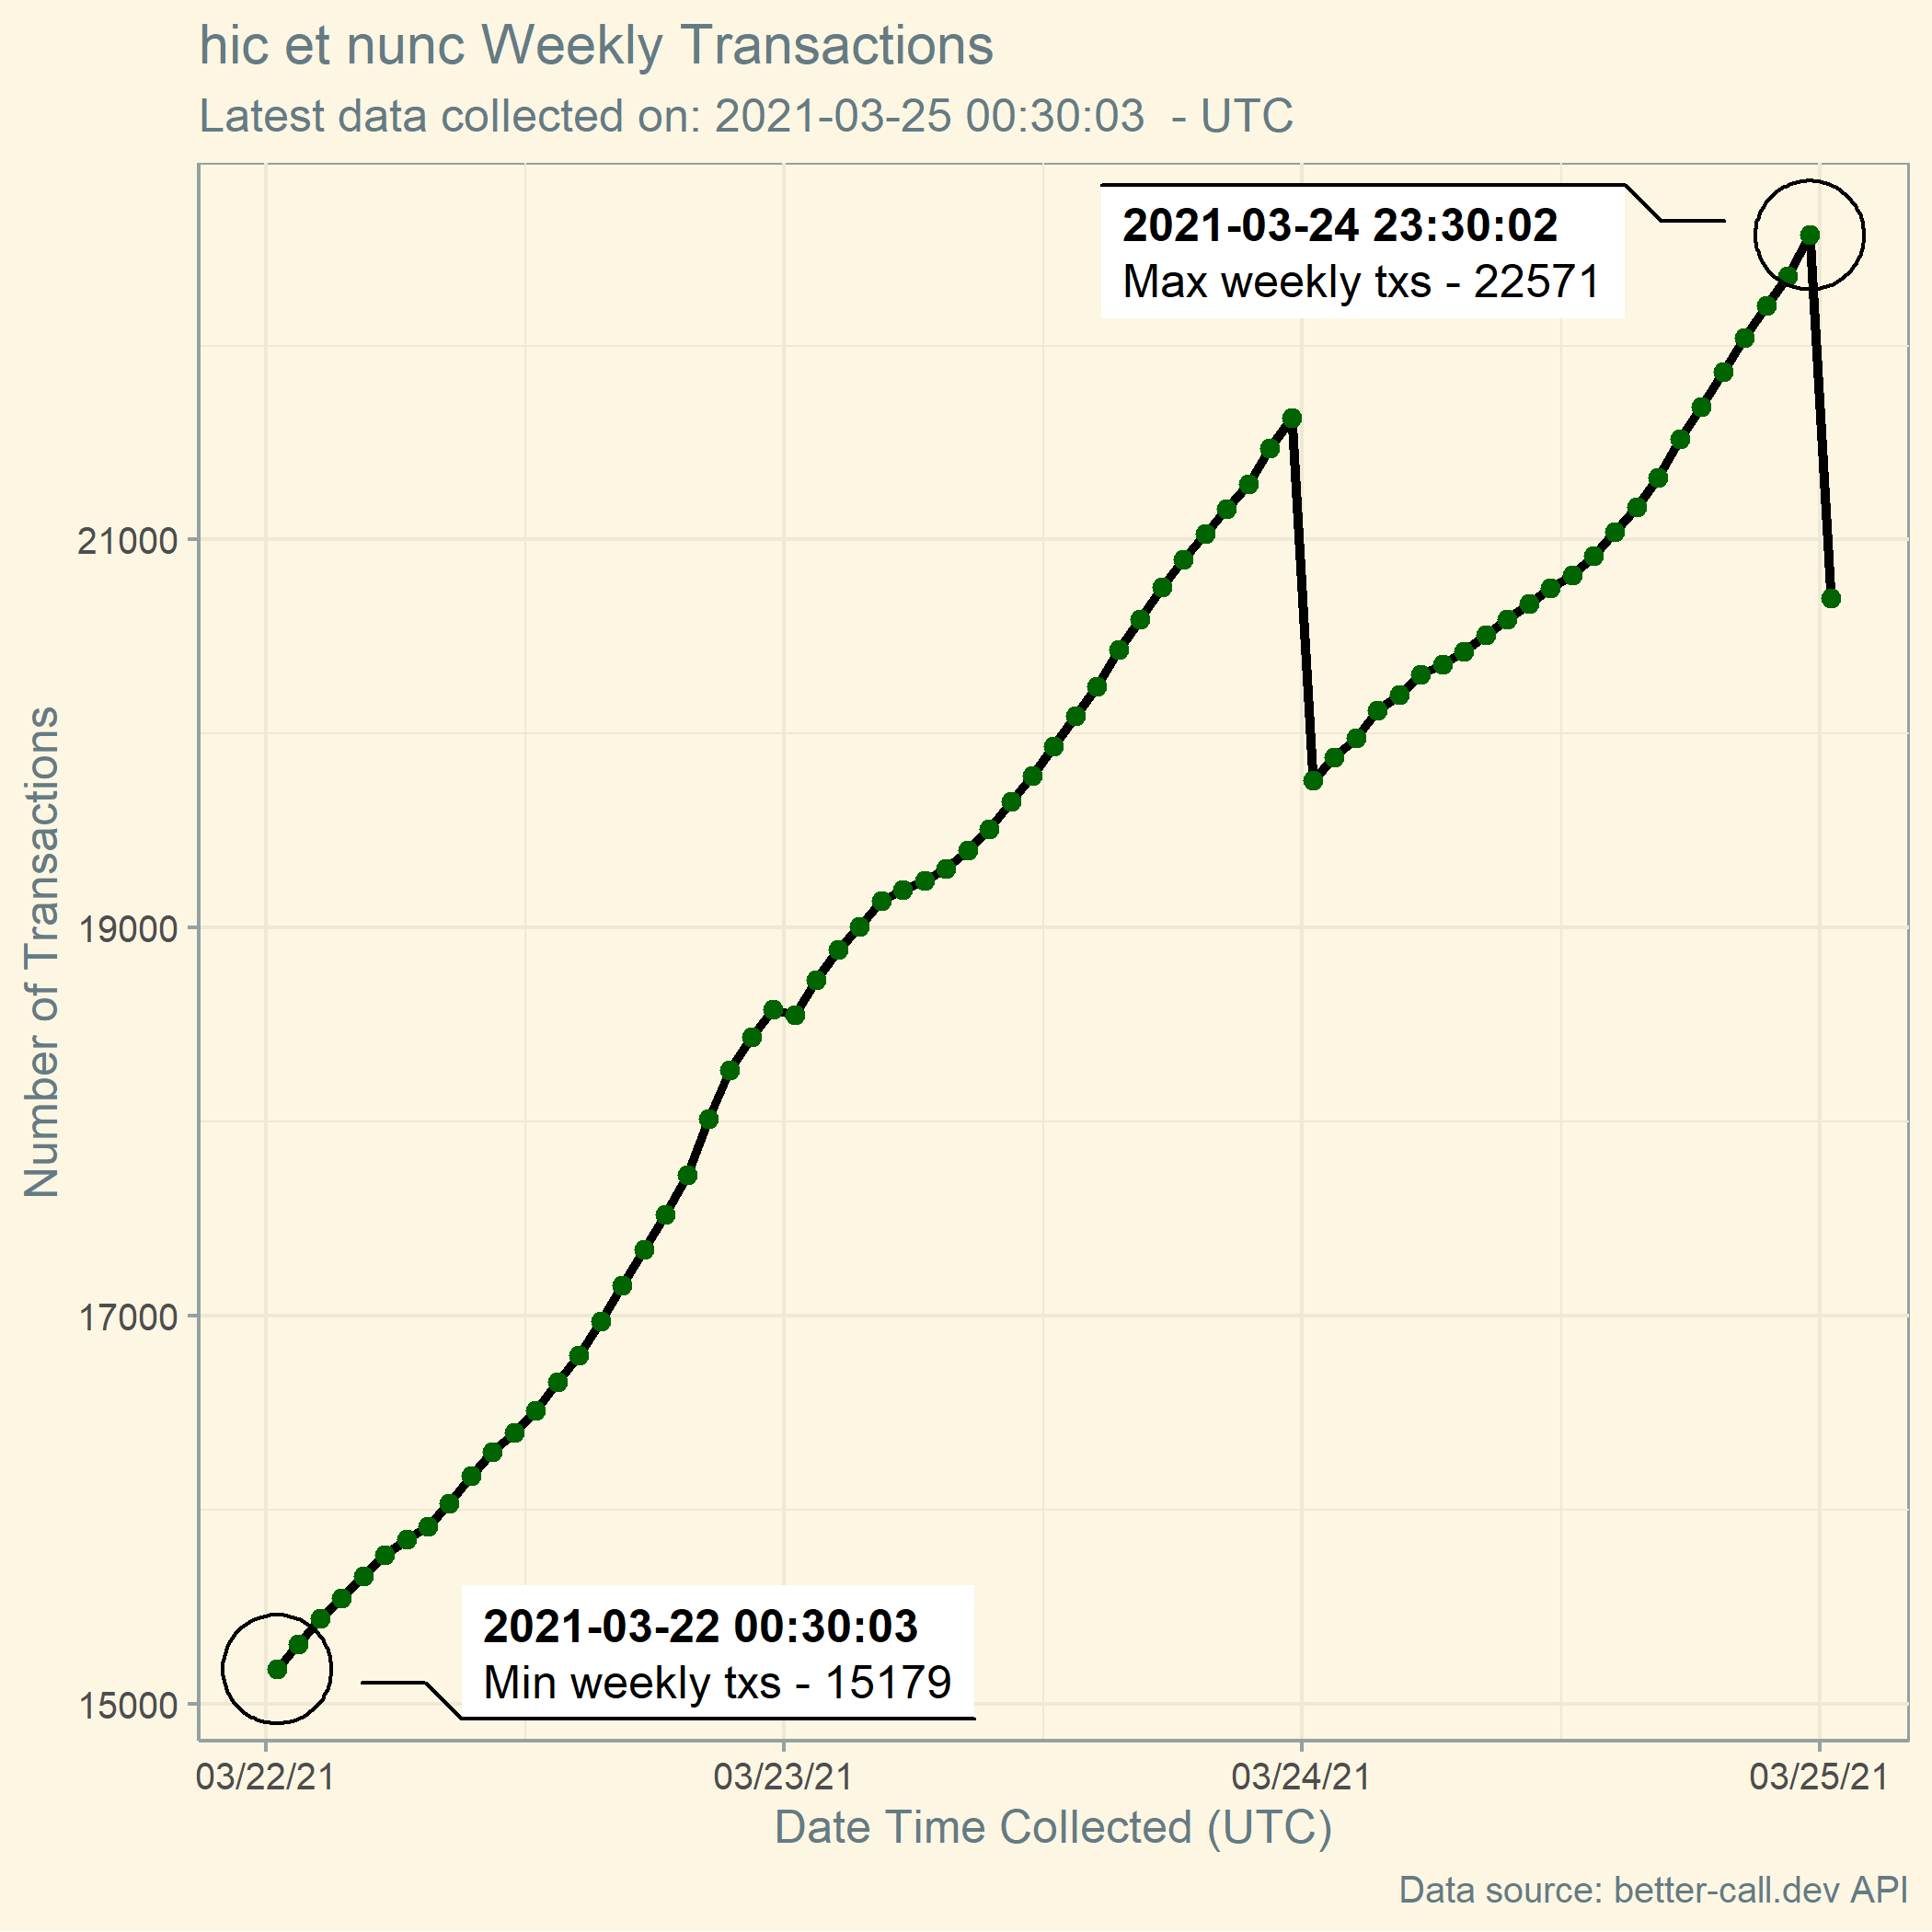 hic et nunc Weekly Transactions
Latest data collected on: 2021-03-25 00:30:03  - UTC
2021-03-24 23:30:02
Max weekly txs - 22571
Number of Transactions
21000
19000
17000
15000
2021-03-22 00:30:03
Min weekly txs - 15179
03/22/21 03/23/21 03/24/21 03/25/21
Date Time Collected (UTC)
Data source: better-call.dev API